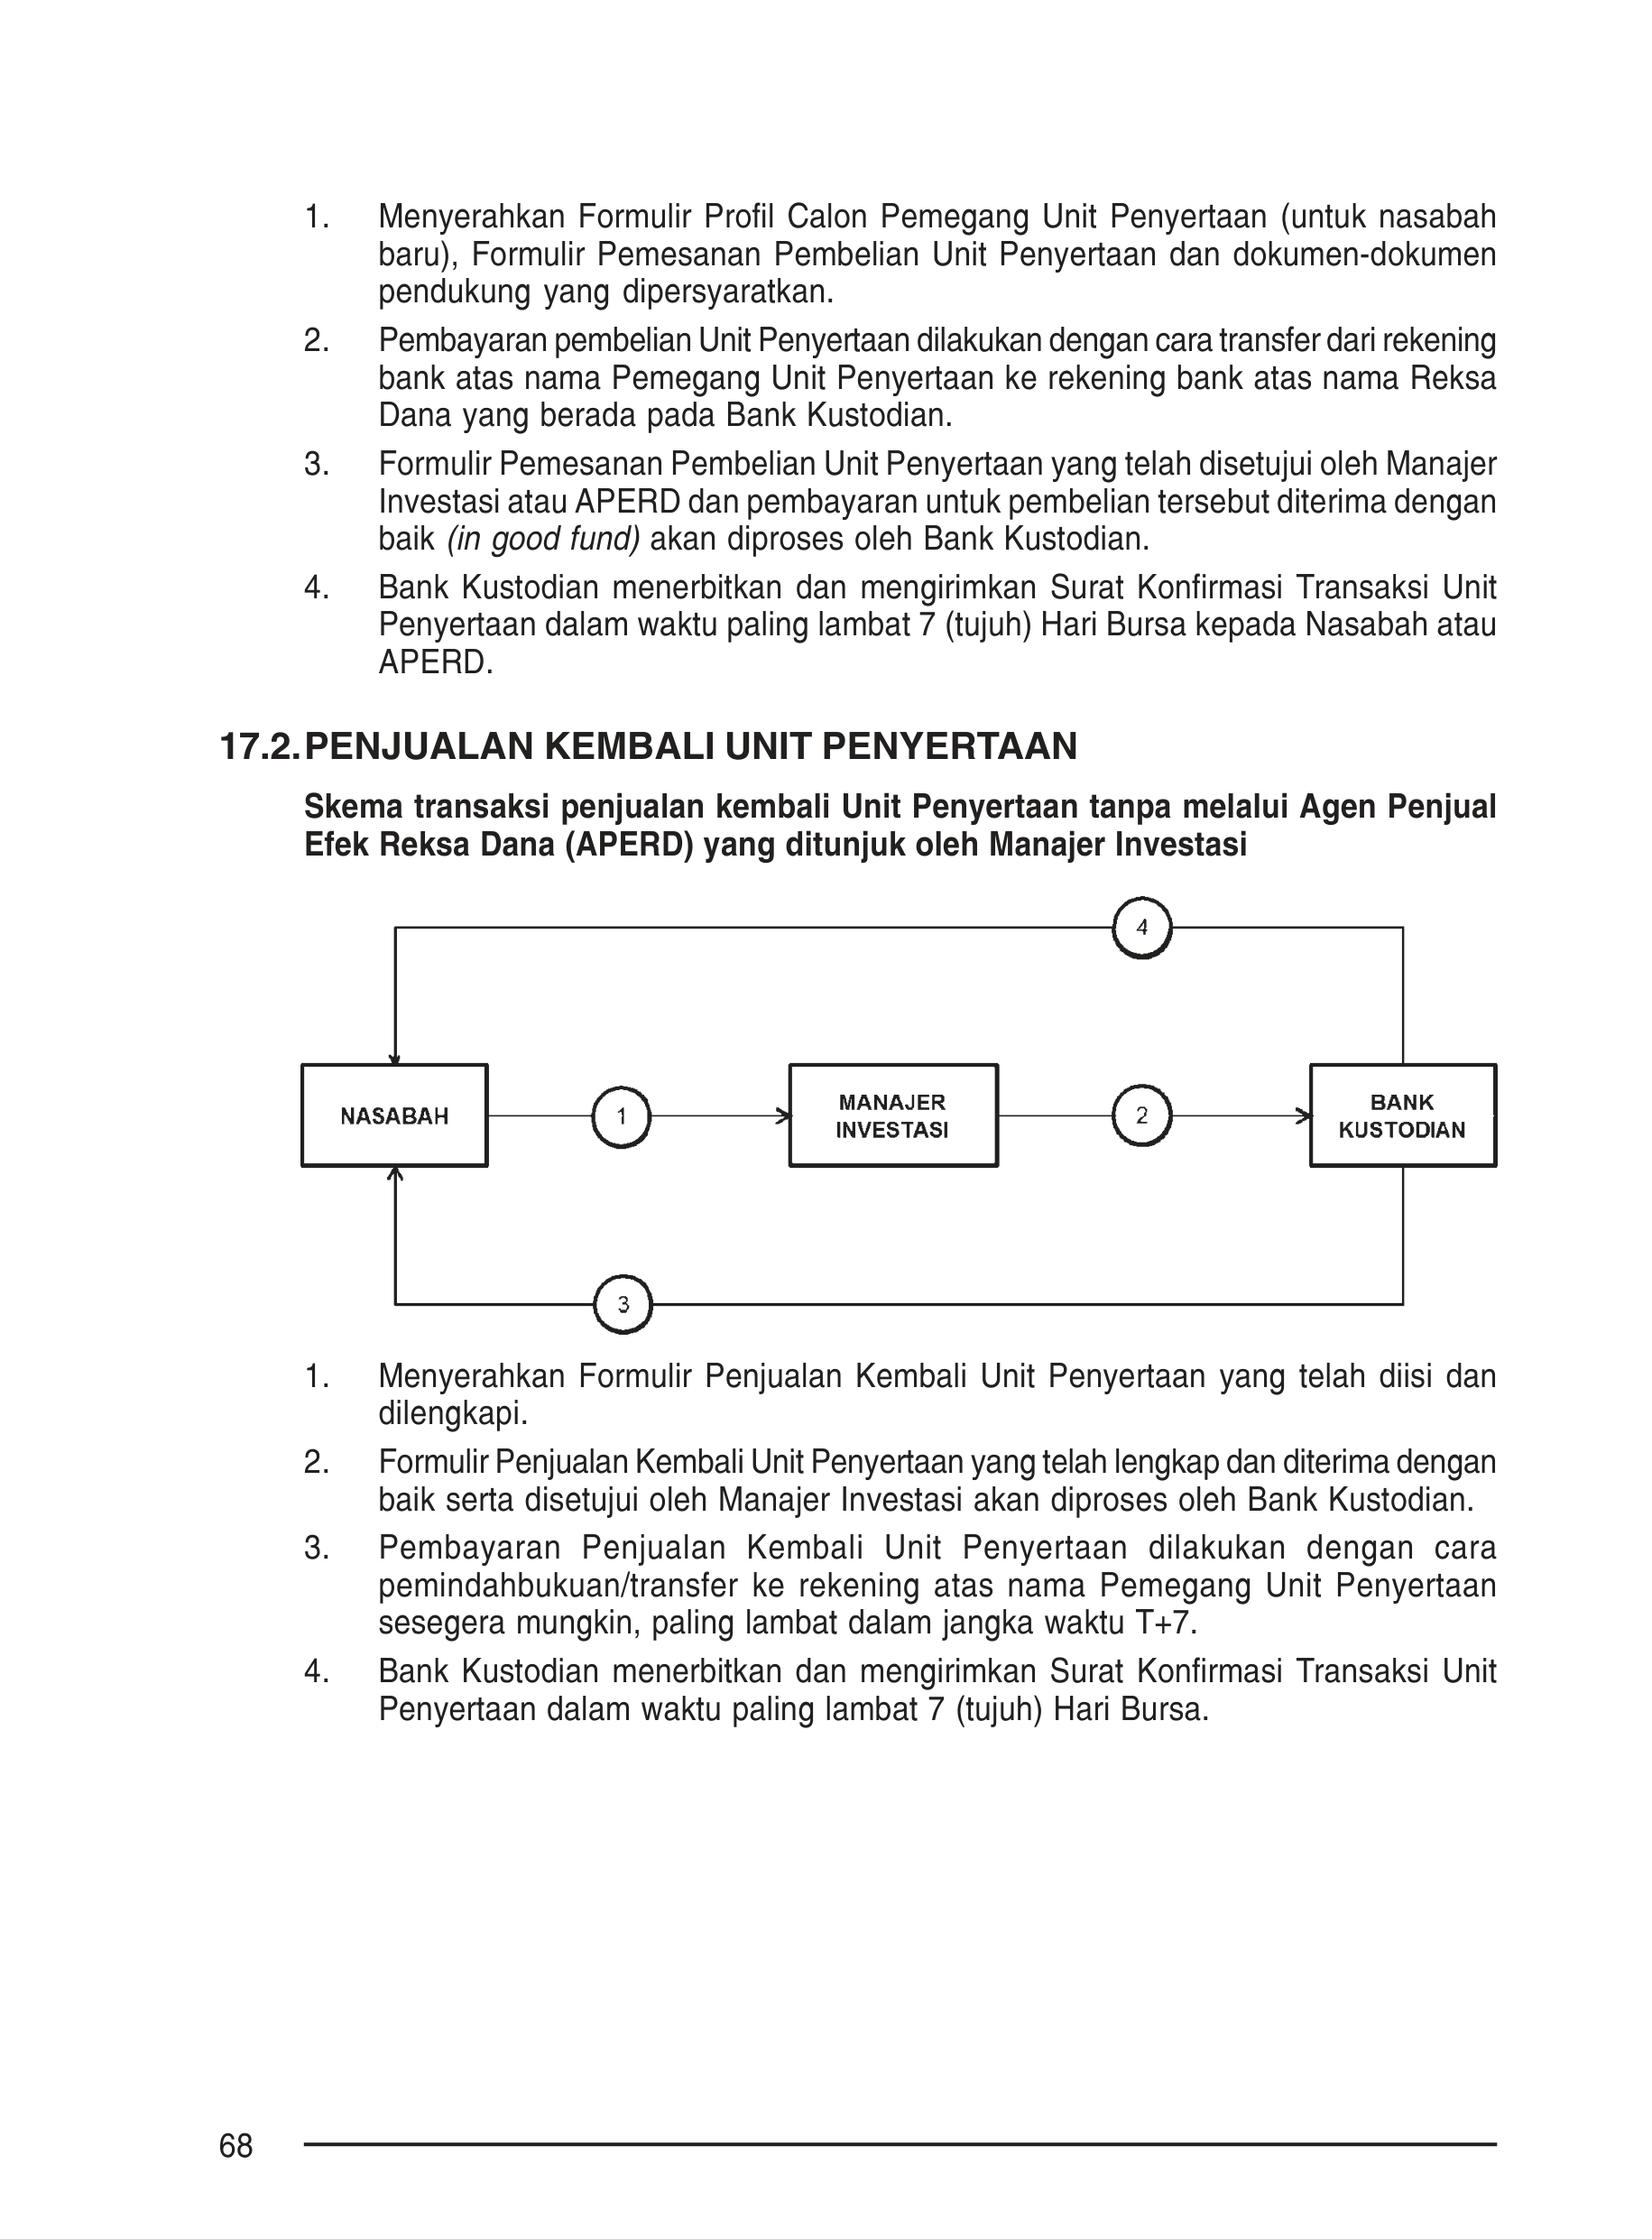 1. Menyerahkan Formulir Profil Calon Pemegang Unit Penyertaan (untuk nasabah
baru), Formulir Pemesanan Pembelian Unit Penyertaan dan dokumen-dokumen
pendukung yang dipersyaratkan.
2. Pembayaran pembelian Unit Penyertaan dilakukan dengan cara transfer dari rekening
bank atas nama Pemegang Unit Penyertaan ke rekening bank atas nama Reksa
Dana yang berada pada Bank Kustodian.
3. Formulir Pemesanan Pembelian Unit Penyertaan yang telah disetujui oleh Manajer
Investasi atau APERD dan pembayaran untuk pembelian tersebut diterima dengan
baik (in good fund) akan diproses oleh Bank Kustodian.
4. Bank Kustodian menerbitkan dan mengirimkan Surat Konfirmasi Transaksi Unit
Penyertaan dalam waktu paling lambat 7 (tujuh) Hari Bursa kepada Nasabah atau
APERD.
17.2. PENJUALAN KEMBALI UNIT PENYERTAAN
Skema transaksi penjualan kembali Unit Penyertaan tanpa melalui Agen Penjual
Efek Reksa Dana (APERD) yang ditunjuk oleh Manajer Investasi
4
NASABAH
1
MANAJER
INVESTASI
2
BANK
KUSTODIAN
3
1. Menyerahkan Formulir Penjualan Kembali Unit Penyertaan yang telah diisi dan
dilengkapi.
2. Formulir Penjualan Kembali Unit Penyertaan yang telah lengkap dan diterima dengan
baik serta disetujui oleh Manajer Investasi akan diproses oleh Bank Kustodian.
3. Pembayaran Penjualan Kembali Unit Penyertaan dilakukan dengan cara
pemindahbukuan/transfer ke rekening atas nama Pemegang Unit Penyertaan
sesegera mungkin, paling lambat dalam jangka waktu T+7.
4. Bank Kustodian menerbitkan dan mengirimkan Surat Konfirmasi Transaksi Unit
Penyertaan dalam waktu paling lambat 7 (tujuh) Hari Bursa.
68